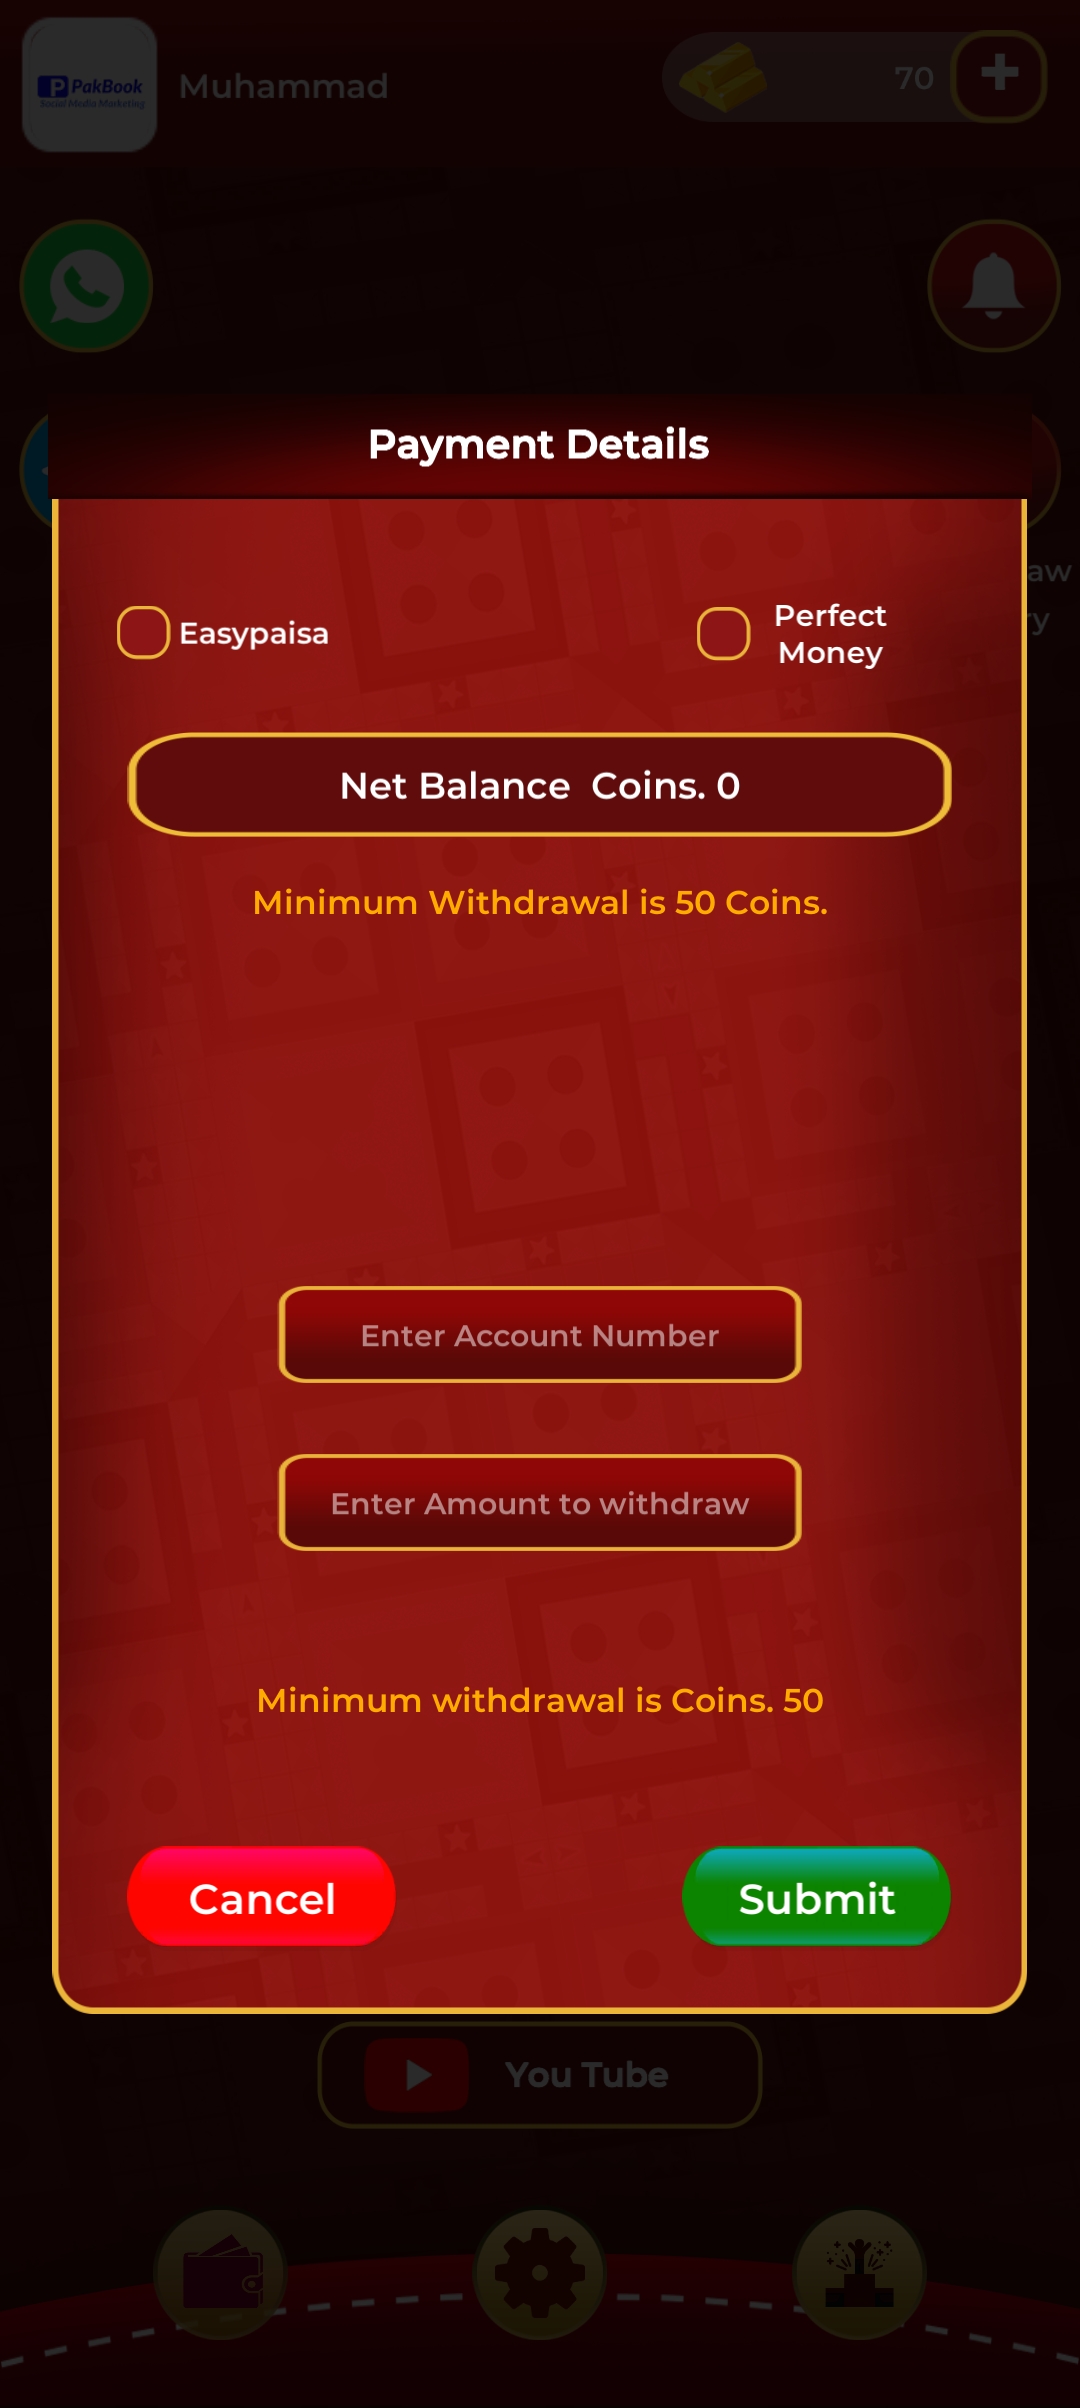 PakBook
Social Media Marketing
Muhammad
70
Payment Details
aw
ry
Easypaisa
Perfect
Money
Net Balance Coins. 0
Minimum Withdrawal is 50 Coins.
Enter Account Number
Enter Amount to withdraw
Minimum withdrawal is Coins. 50
Cancel
Submit
You Tube